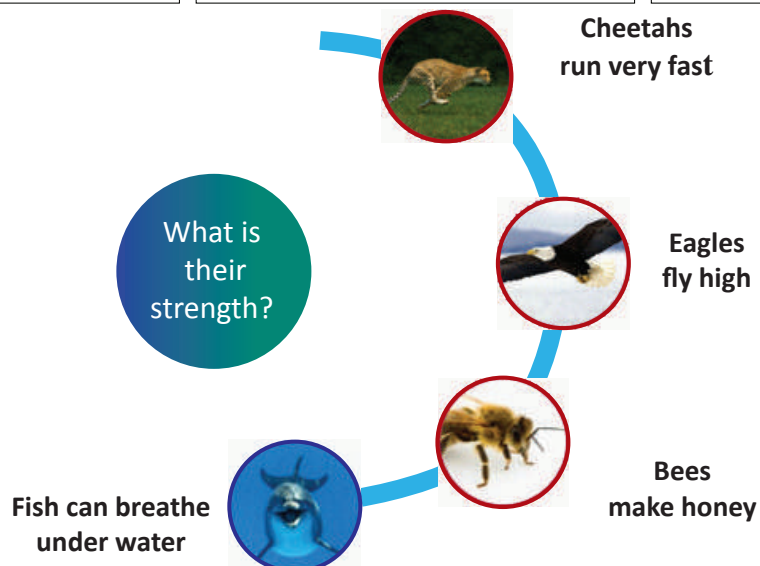 Cheetahs
run very fast
What is
their
strength?
Eagles
fly high
Bees
make honey
Fish can breathe
under water